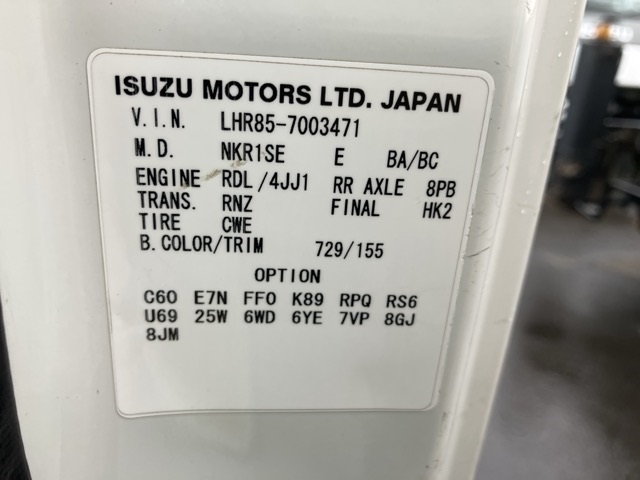 ISUZU MOTORS LTD. JAPAN
V.I.N. LHR85-7003471
M.D. NKR1SE E BA/BC
ENGINE RDL/4JJ1 RR AXLE 8PB
TRANS. RNZ FINAL HK2
TIRE CWE
B.COLOR/TRIM 729/155
OPTION
C60 E7N FF0 K89 RPQ RS6
U69 25W 6WD 6YE 7VP 8GJ
8JM